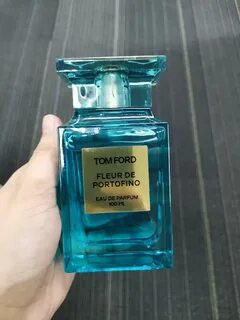 TOM FORD
FLEUR DE
PORTOFINO
EAU DE PARFUM
100 ML